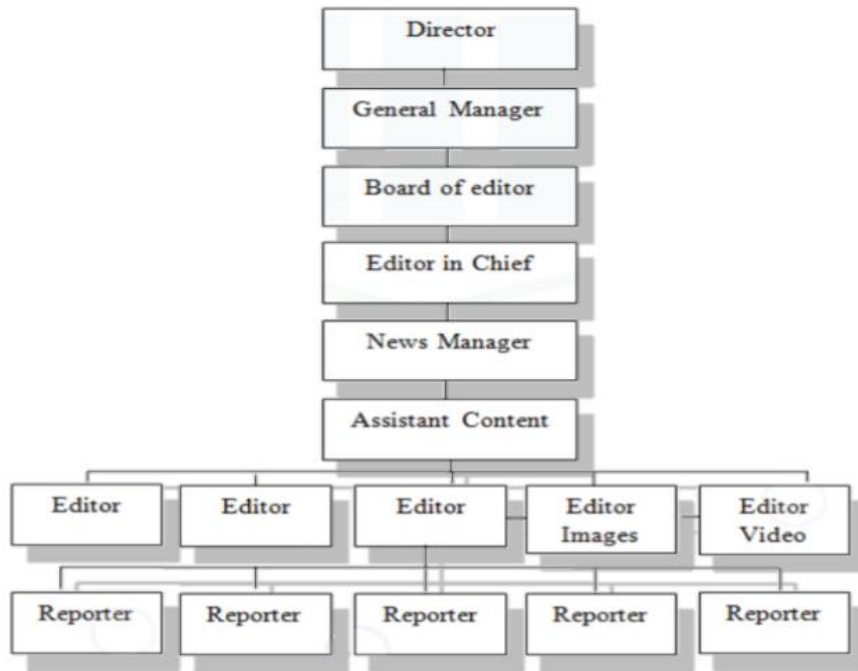 Director
General Manager
Board of editor
Editor in Chief
News Manager
Assistant Content
Editor
Editor
Editor
Editor
Images
Editor
Video
Reporter
Reporter
Reporter
Reporter
Reporter